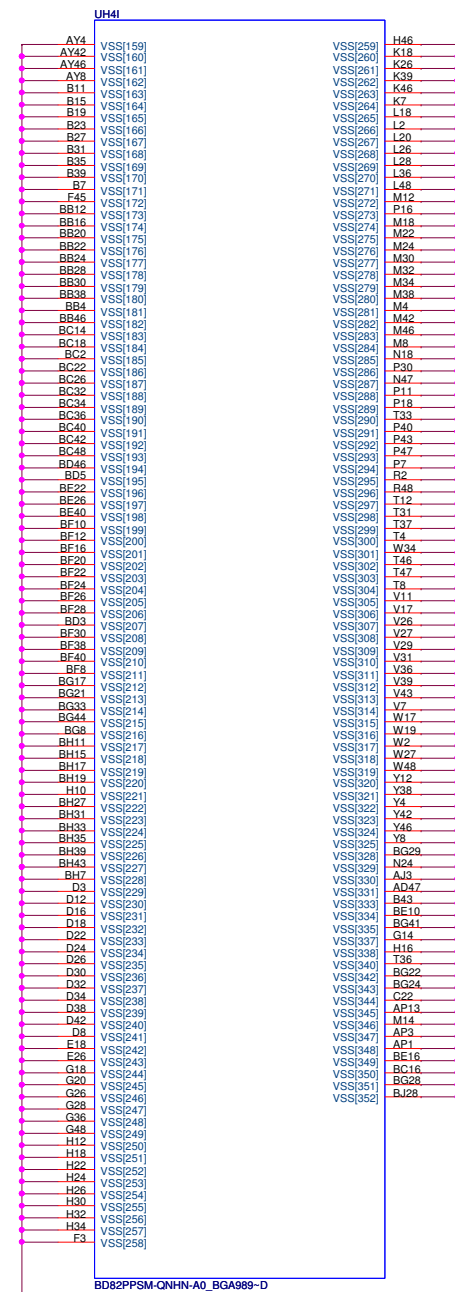 UH4I
AY4 VSS[159] VSS[259] H46
AY42 VSS[160] VSS[260] K18
AY46 VSS[161] VSS[261] K26
AY8 VSS[162] VSS[262] K39
B11 VSS[163] VSS[263] K46
B15 VSS[164] VSS[264] K7
B19 VSS[165] VSS[265] L18
B23 VSS[166] VSS[266] L2
B27 VSS[167] VSS[267] L20
B31 VSS[168] VSS[268] L26
B35 VSS[169] VSS[269] L28
B39 VSS[170] VSS[270] L36
B7 VSS[171] VSS[271] L48
F45 VSS[172] VSS[272] M12
BB12 VSS[173] VSS[273] P16
BB16 VSS[174] VSS[274] M18
BB20 VSS[175] VSS[275] M22
BB22 VSS[176] VSS[276] M24
BB24 VSS[177] VSS[277] M30
BB28 VSS[178] VSS[278] M32
BB30 VSS[179] VSS[279] M34
BB38 VSS[180] VSS[280] M38
BB4 VSS[181] VSS[281] M4
BB46 VSS[182] VSS[282] M42
BC14 VSS[183] VSS[283] M46
BC18 VSS[184] VSS[284] M8
BC2 VSS[185] VSS[285] N18
BC22 VSS[186] VSS[286] P30
BC26 VSS[187] VSS[287] N47
BC32 VSS[188] VSS[288] P11
BC34 VSS[189] VSS[289] P18
BC36 VSS[190] VSS[290] T33
BC40 VSS[191] VSS[291] P40
BC42 VSS[192] VSS[292] P43
BC48 VSS[193] VSS[293] P47
BD46 VSS[194] VSS[294] P7
BD5 VSS[195] VSS[295] R2
BE22 VSS[196] VSS[296] R48
BE26 VSS[197] VSS[297] T12
BE40 VSS[198] VSS[298] T31
BF10 VSS[199] VSS[299] T37
BF12 VSS[200] VSS[300] T4
BF16 VSS[201] VSS[301] W34
BF20 VSS[202] VSS[302] T46
BF22 VSS[203] VSS[303] T47
BF24 VSS[204] VSS[304] T8
BF26 VSS[205] VSS[305] V11
BF28 VSS[206] VSS[306] V17
BD3 VSS[207] VSS[307] V26
BF30 VSS[208] VSS[308] V27
BF38 VSS[209] VSS[309] V29
BF40 VSS[210] VSS[310] V31
BF8 VSS[211] VSS[311] V36
BG17 VSS[212] VSS[312] V39
BG21 VSS[213] VSS[313] V43
BG33 VSS[214] VSS[314] V7
BG44 VSS[215] VSS[315] W17
BG8 VSS[216] VSS[316] W19
BH11 VSS[217] VSS[317] W2
BH15 VSS[218] VSS[318] W27
BH17 VSS[219] VSS[319] W48
BH19 VSS[220] VSS[320] Y12
H10 VSS[221] VSS[321] Y38
BH27 VSS[222] VSS[322] Y4
BH31 VSS[223] VSS[323] Y42
BH33 VSS[224] VSS[324] Y46
BH35 VSS[225] VSS[325] Y8
BH39 VSS[226] VSS[328] BG29
BH43 VSS[227] VSS[329] N24
BH7 VSS[228] VSS[330] AJ3
D3 VSS[229] VSS[331] AD47
D12 VSS[230] VSS[333] B43
D16 VSS[231] VSS[334] BE10
D18 VSS[232] VSS[335] BG41
D22 VSS[233] VSS[337] G14
D24 VSS[234] VSS[338] H16
D26 VSS[235] VSS[340] T36
D30 VSS[236] VSS[342] BG22
D32 VSS[237] VSS[343] BG24
D34 VSS[238] VSS[344] C22
D38 VSS[239] VSS[345] AP13
D42 VSS[240] VSS[346] M14
D8 VSS[241] VSS[347] AP3
E18 VSS[242] VSS[348] AP1
E26 VSS[243] VSS[349] BE16
G18 VSS[244] VSS[350] BC16
G20 VSS[245] VSS[351] BG28
G26 VSS[246] VSS[352] BJ28
G28 VSS[247]
G36 VSS[248]
G48 VSS[249]
H12 VSS[250]
H18 VSS[251]
H22 VSS[252]
H24 VSS[253]
H26 VSS[254]
H30 VSS[255]
H32 VSS[256]
H34 VSS[257]
F3 VSS[258]
BD82PPSM-QNHN-A0_BGA989~D